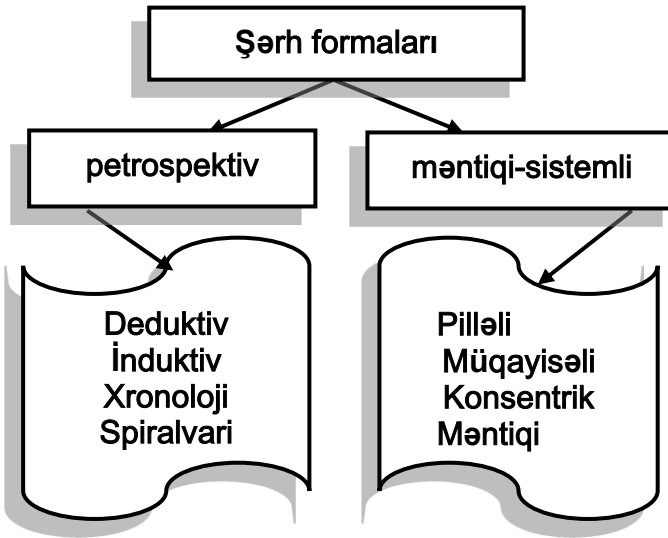 Şərh formaları
petrospektiv
məntiqi-sistemli
Deduktiv
İnduktiv
Xronoloji
Spiralvari
Pilləli
Müqayisəli
Konsentrik
Məntiqi